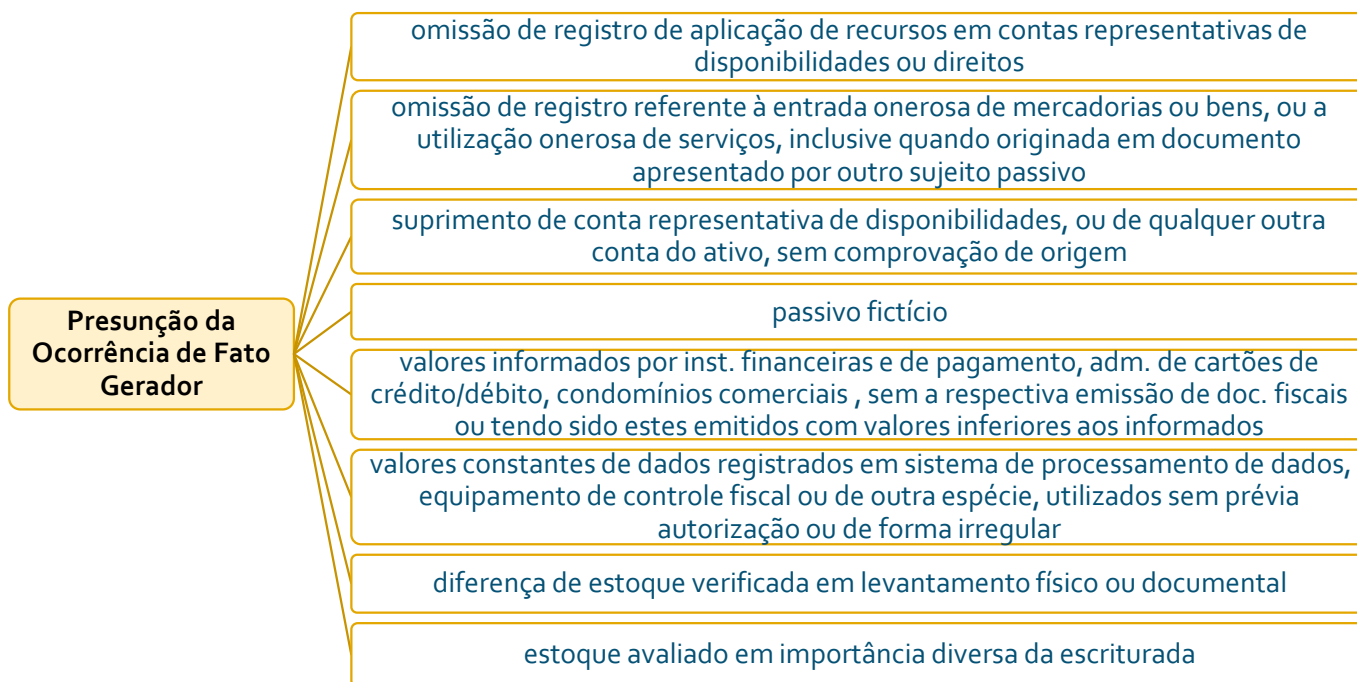 omissão de registro de aplicação de recursos em contas representativas de
disponibilidades ou direitos
omissão de registro referente à entrada onerosa de mercadorias ou bens, ou a
utilização onerosa de serviços, inclusive quando originada em documento
apresentado por outro sujeito passivo
suprimento de conta representativa de disponibilidades, ou de qualquer outra
conta do ativo, sem comprovação de origem
Presunção da
Ocorrência de Fato
Gerador
passivo fictício
valores informados por inst. financeiras e de pagamento, adm. de cartões de
crédito/débito, condomínios comerciais , sem a respectiva emissão de doc. fiscais
ou tendo sido estes emitidos com valores inferiores aos informados
valores constantes de dados registrados em sistema de processamento de dados,
equipamento de controle fiscal ou de outra espécie, utilizados sem prévia
autorização ou de forma irregular
diferença de estoque verificada em levantamento físico ou documental
estoque avaliado em importância diversa da escriturada